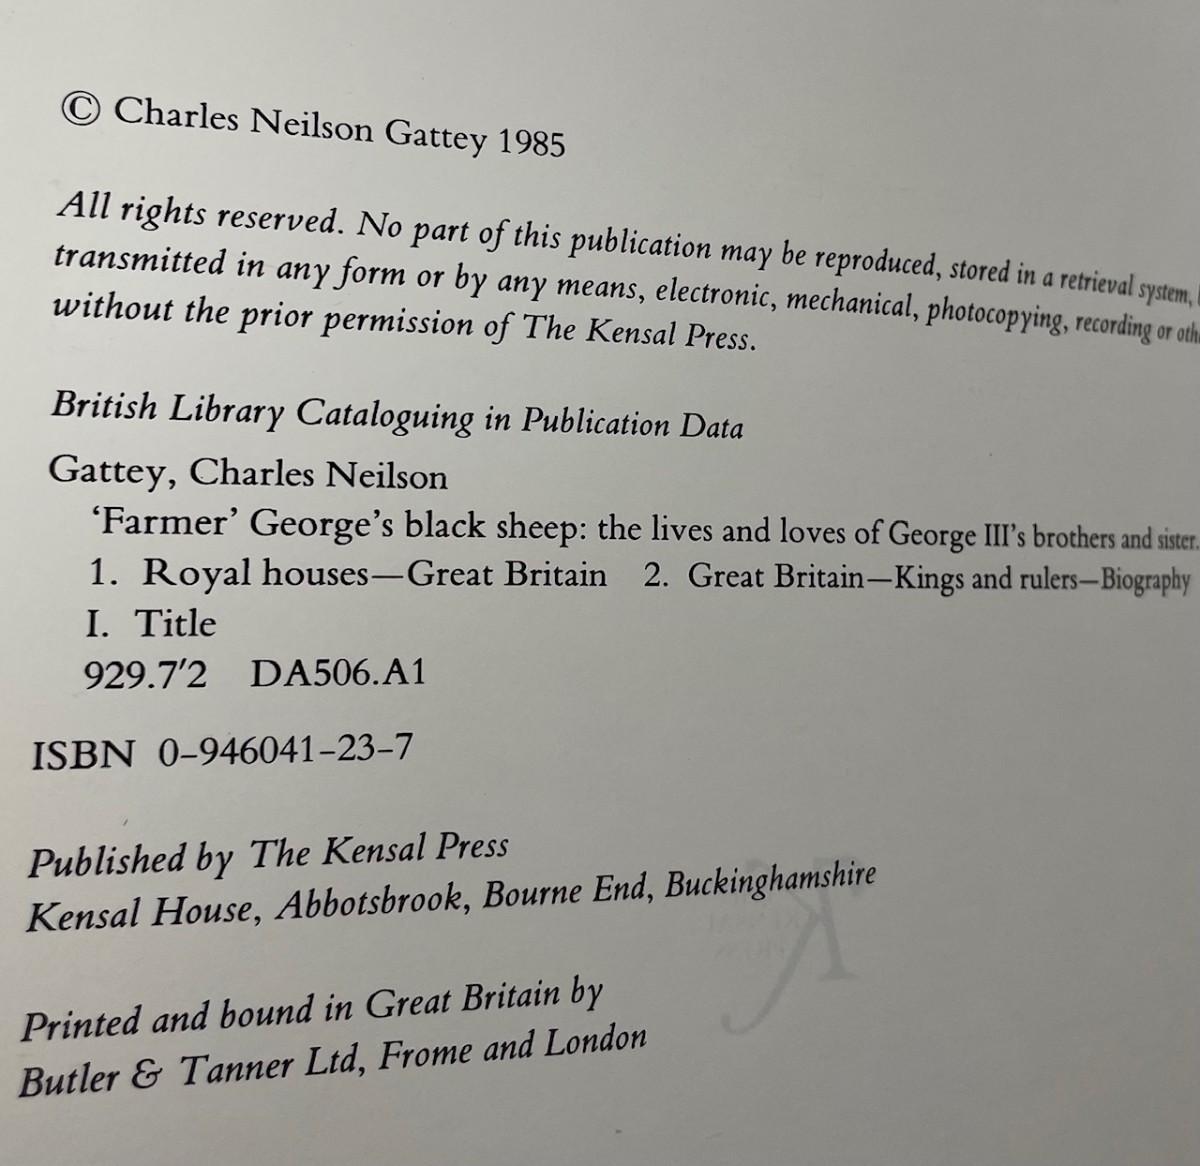 © Charles Neilson Gattey 1985
All rights reserved. No part of this publication may be reproduced, stored in a retrieval system,
transmitted in any form or by any means, electronic, mechanical, photocopying, recording or
without the prior permission of The Kensal Press.
British Library Cataloguing in Publication Data
Gattey, Charles Neilson
‘Farmer’ George’s black sheep: the lives and loves of George III’s brothers and sister.
1. Royal houses—Great Britain 2. Great Britain—Kings and rulers—Biography
I. Title
929.7′2 DA506.A1
ISBN 0–946041–23–7
Published by The Kensal Press
Kensal House, Abbotsbrook, Bourne End, Buckinghamshire
Printed and bound in Great Britain by
Butler & Tanner Ltd, Frome and London